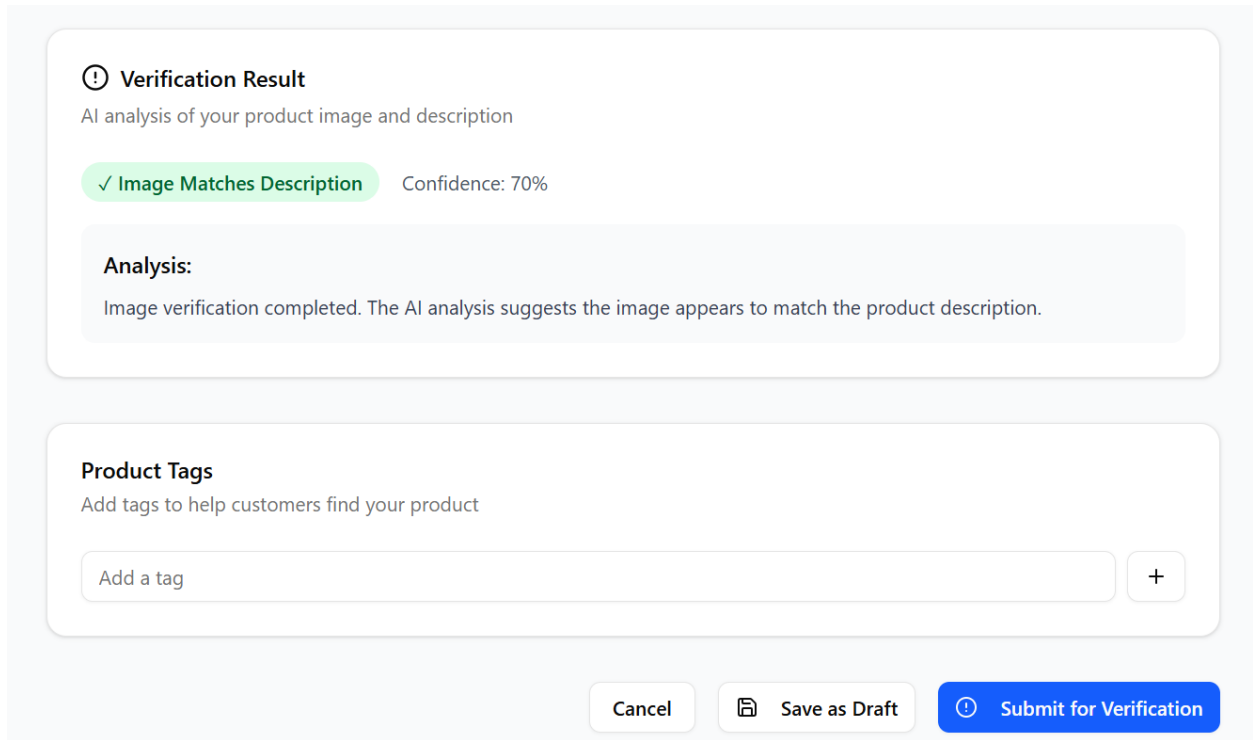 Verification Result
AI analysis of your product image and description
✓ Image Matches Description Confidence: 70%
Analysis:
Image verification completed. The AI analysis suggests the image appears to match the product description.
Product Tags
Add tags to help customers find your product
Add a tag +
Cancel Save as Draft Submit for Verification